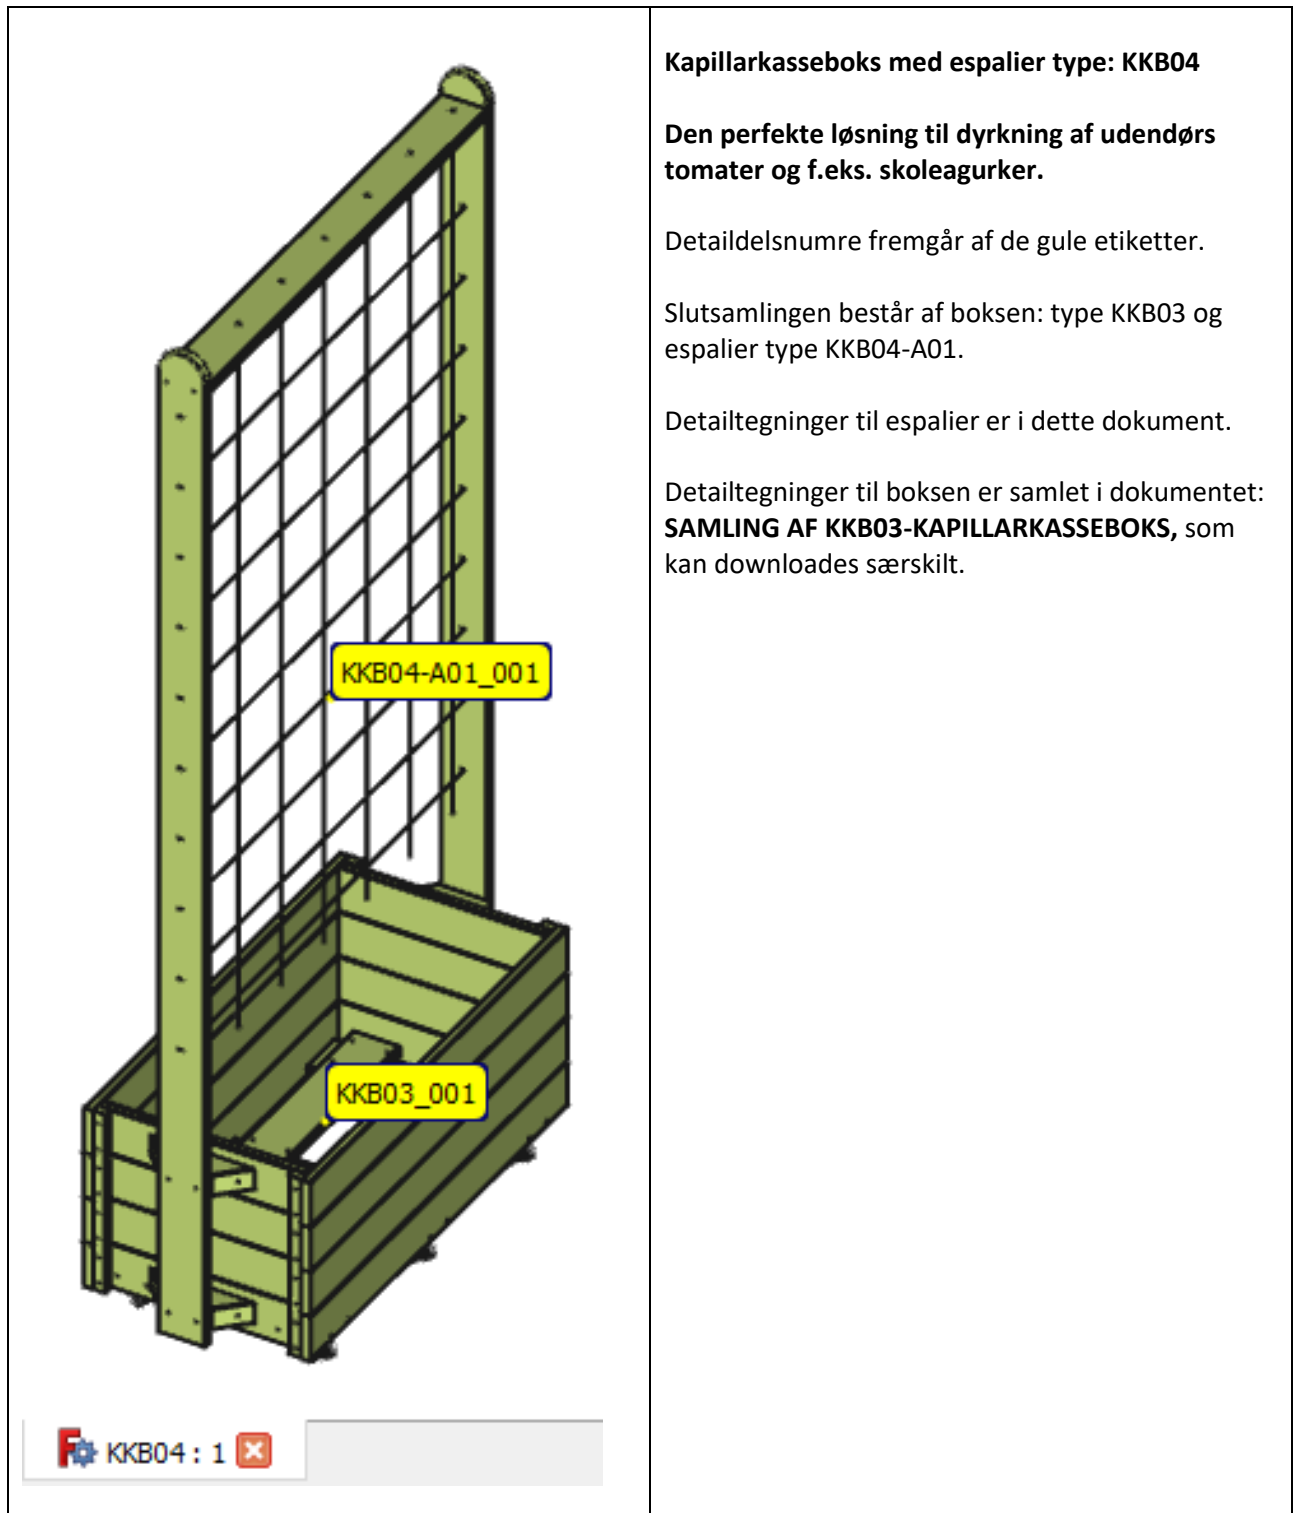 Kapillarkasseboks med espalier type: KKB04
Den perfekte løsning til dyrkning af udendørs
tomater og f.eks. skoleagurker.
Detaildelsnumre fremgår af de gule etiketter.
Slutsamlingen består af boksen: type KKB03 og
espalier type KKB04-A01.
Detailtegninger til espalier er i dette dokument.
Detailtegninger til boksen er samlet i dokumentet:
SAMLING AF KKB03-KAPILLARKASSEBOKS, som
kan downloades særskilt.
KKB04-A01_001
KKB03_001
KKB04 : 1